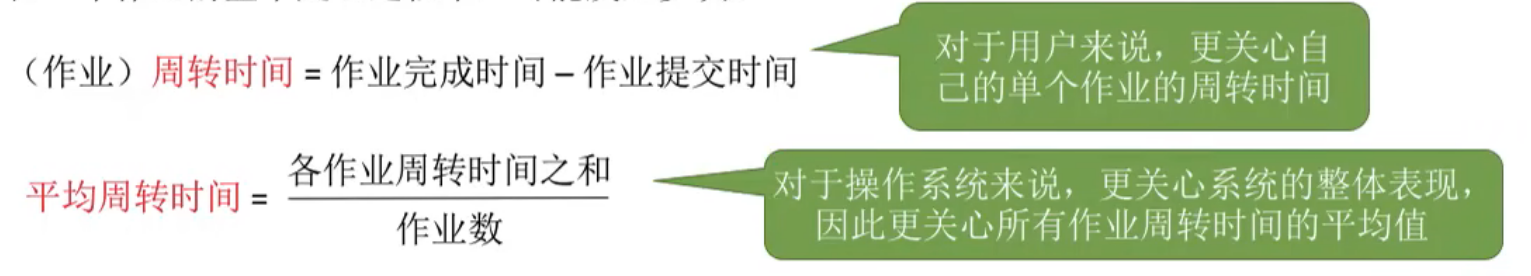 （作业）周转时间 = 作业完成时间 – 作业提交时间
对于用户来说，更关心自
己的单个作业的周转时间
平均周转时间 =
各作业周转时间之和
作业数
对于操作系统来说，更关心系统的整体表现，
因此更关心所有作业周转时间的平均值